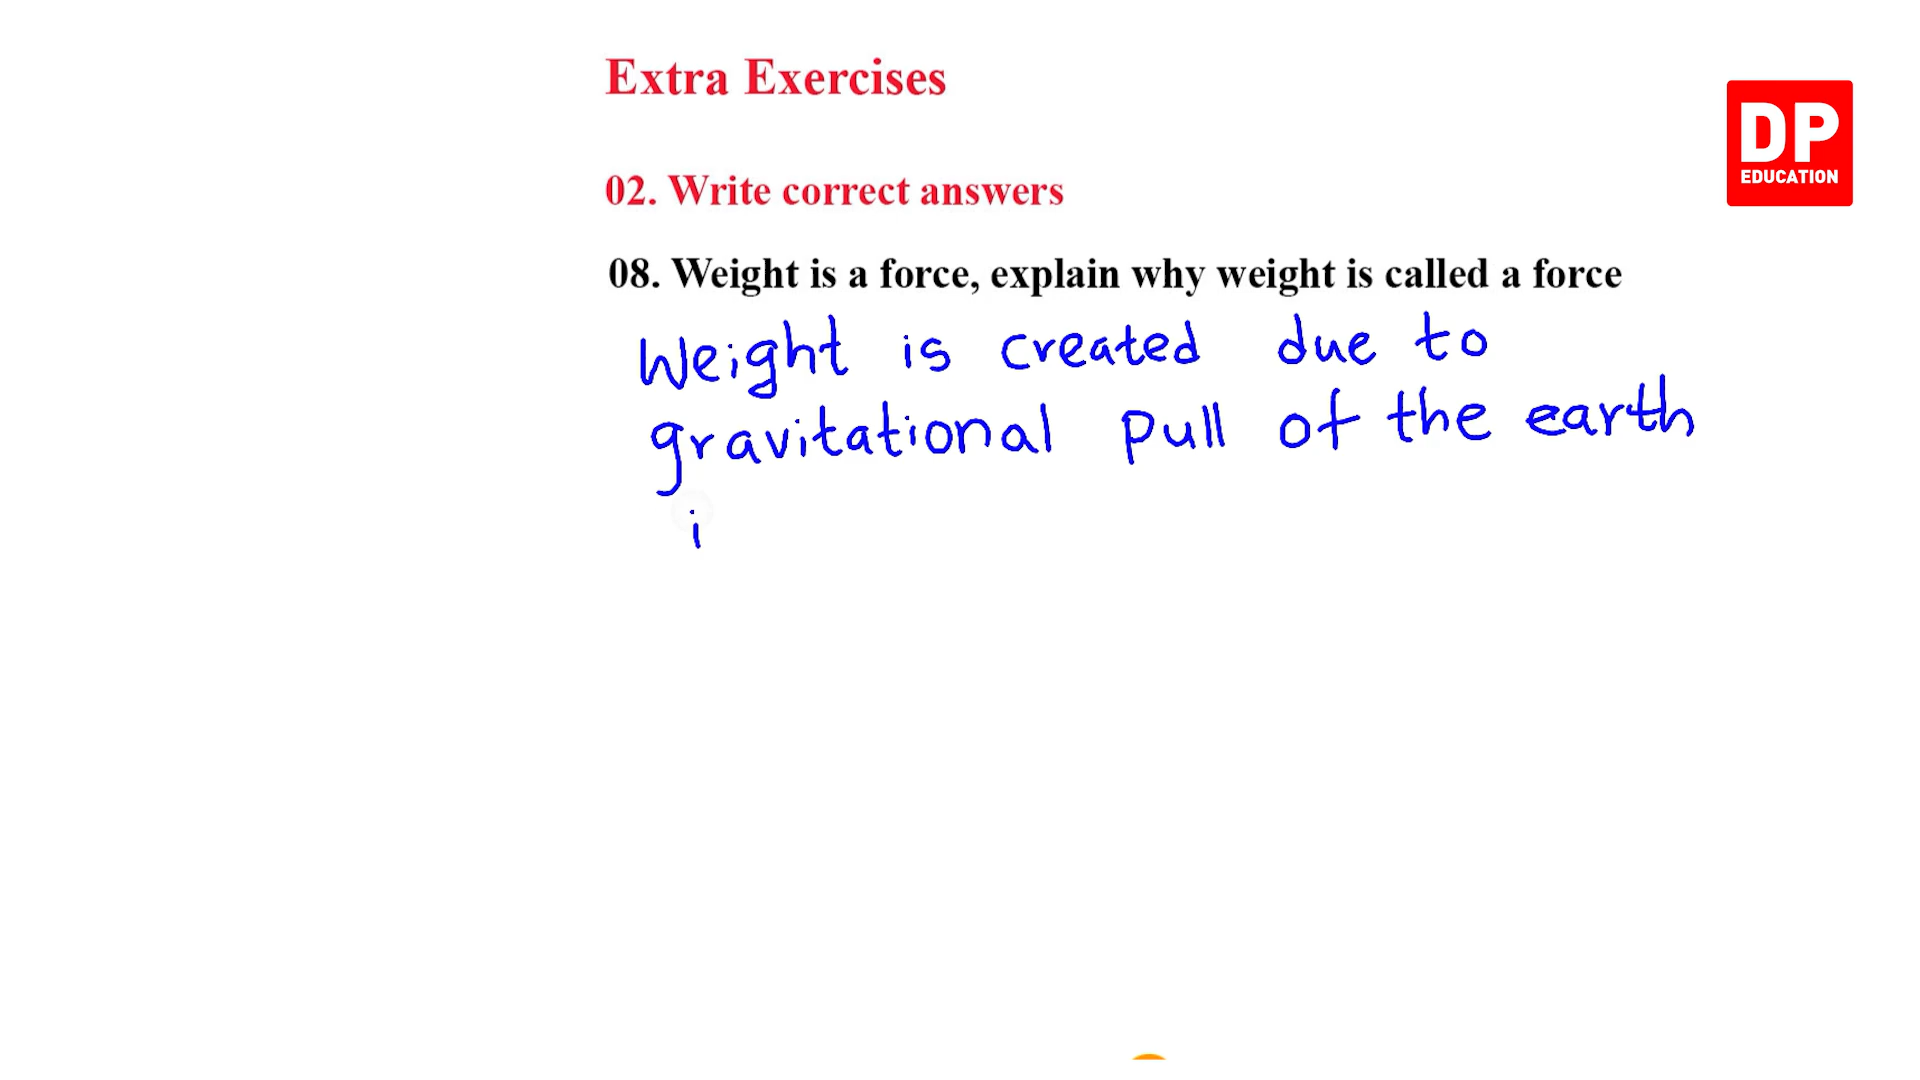 Extra Exercises
DP
EDUCATION
02. Write correct answers
08. Weight is a force, explain why weight is called a force
Weight is created due to
gravitational pull of the earth
i